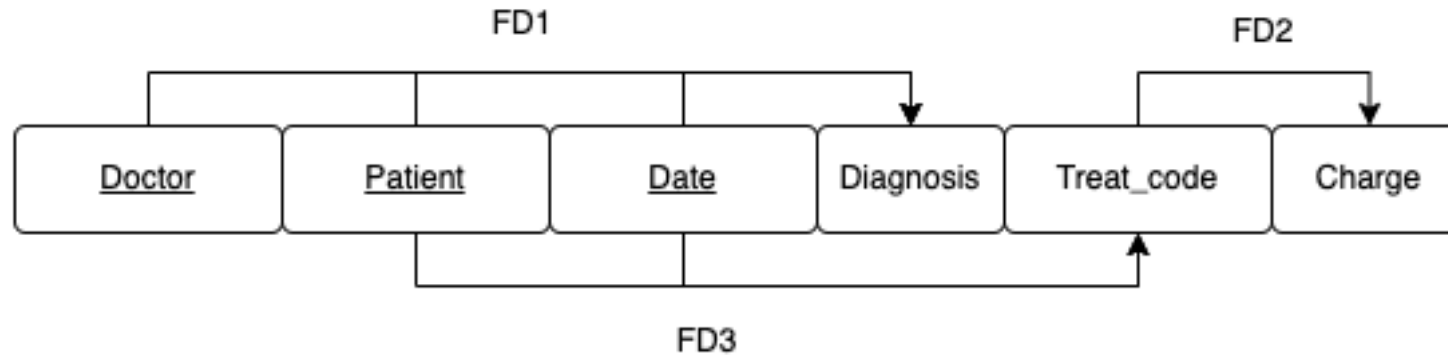 FD1
FD2
Doctor Patient Date Diagnosis Treat_code Charge
FD3